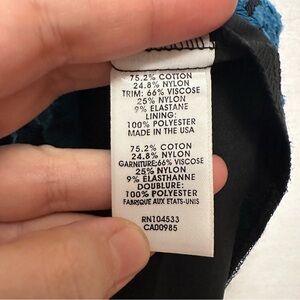 75.2% COTTON
24.8% NYLON
TRIM: 66% VISCOSE
25% NYLON
9% ELASTANE
LINING:
100% POLYESTER
MADE IN THE USA
75.2% COTON
24.8% NYLON
GARNITURE:66% VISCOSE
25% NYLON
9% ELASTHANNE
DOUBLURE:
100% POLYESTER
FABRIQUE AUX ETATS-UNIS
RN104533
CA00985